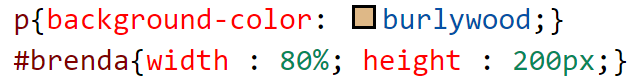 p{background-color: burlywood;}
#brenda{width : 80%; height : 200px;}